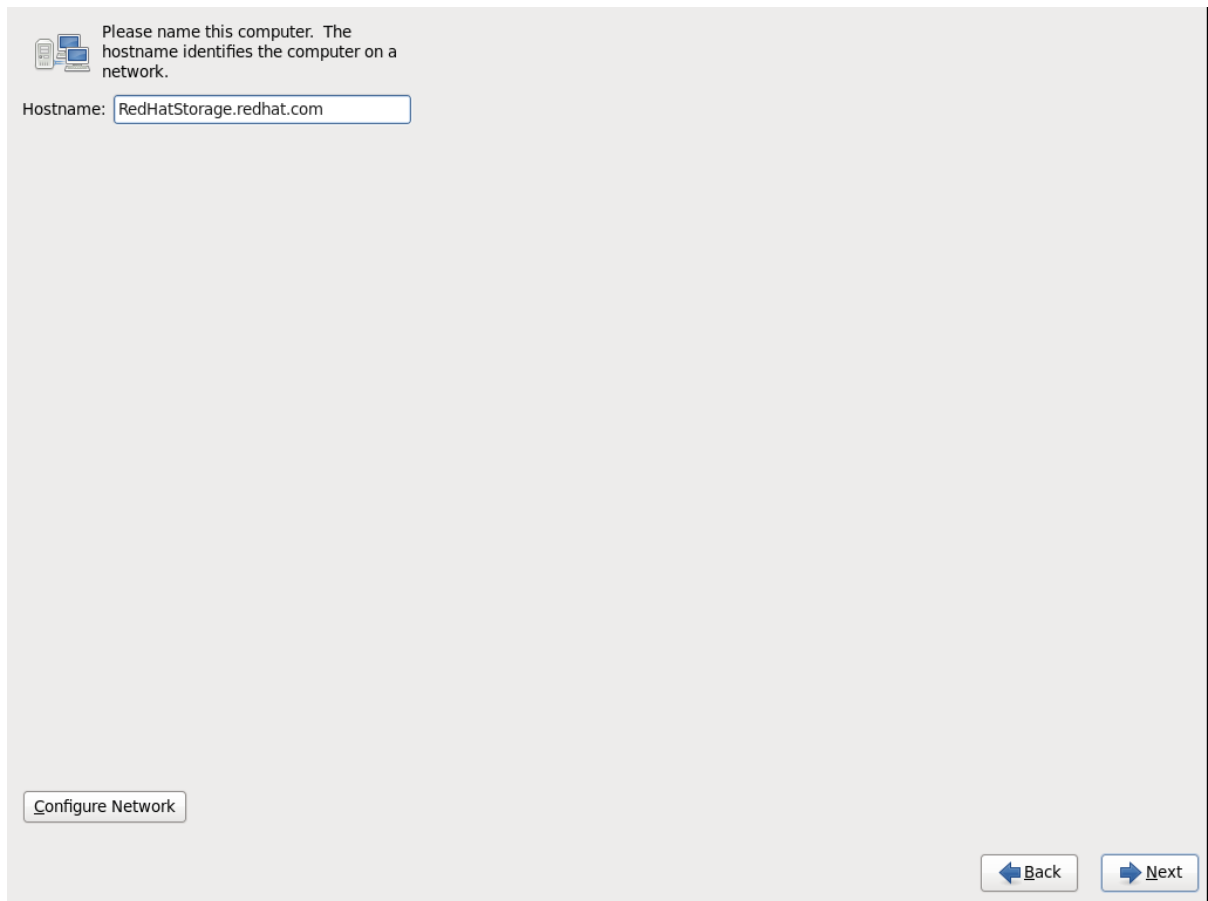 Please name this computer.  The
hostname identifies the computer on a
network.
Hostname: RedHatStorage.redhat.com
Configure Network
Back Next